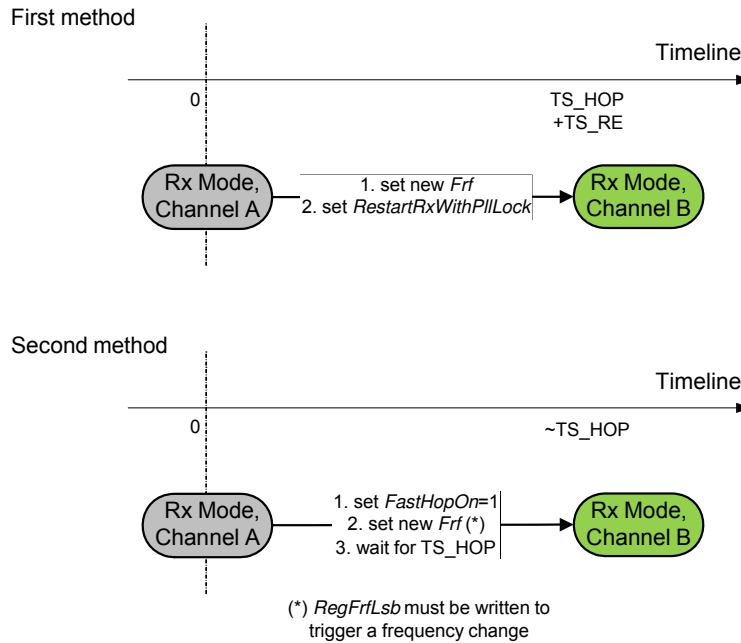 First method
Timeline
0
TS_HOP
+TS_RE
Rx Mode,
Channel A
1. set new Frf
2. set RestartRxWithPllLock
Rx Mode,
Channel B
Second method
Timeline
0
~TS_HOP
Rx Mode,
Channel A
1. set FastHopOn=1
2. set new Frf (*)
3. wait for TS_HOP
Rx Mode,
Channel B
(*) RegFrfLsb must be written to
trigger a frequency change